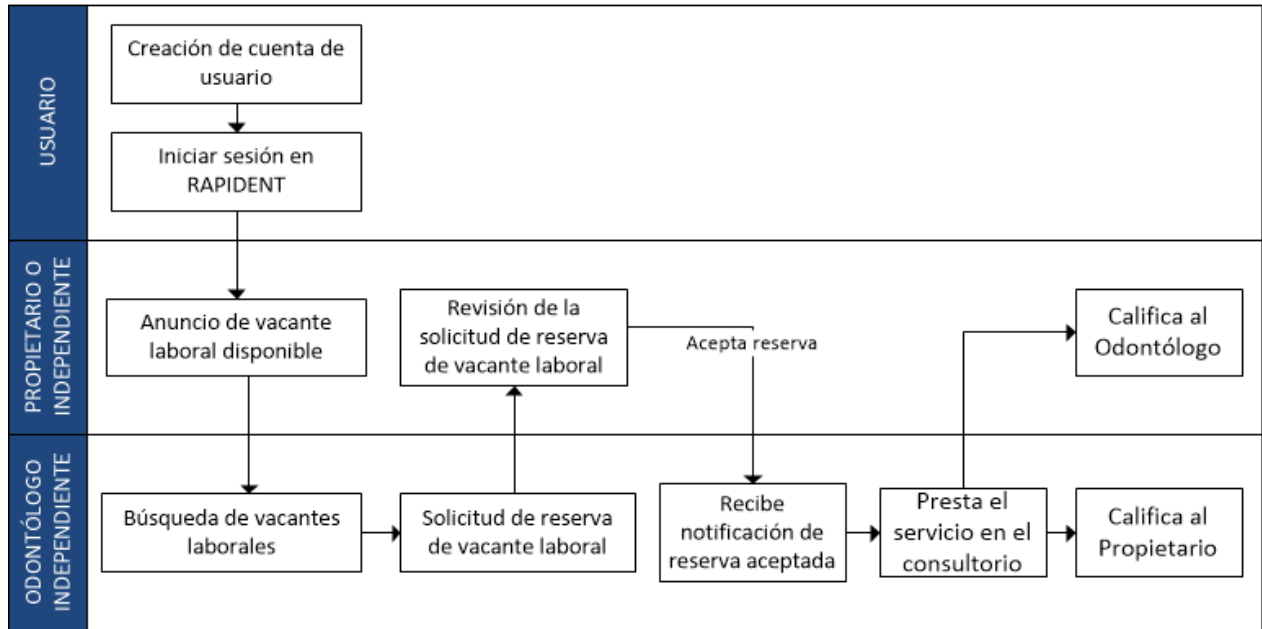 USUARIO
Creación de cuenta de
usuario
Iniciar sesión en
RAPIDENT
PROPIETARIO O
INDEPENDIENTE
Anuncio de vacante
laboral disponible
Revisión de la
solicitud de reserva
de vacante laboral
Acepta reserva
Califica al
Odontólogo
ODONTÓLOGO
INDEPENDIENTE
Búsqueda de vacantes
laborales
Solicitud de reserva
de vacante laboral
Recibe
notificación de
reserva aceptada
Presta el
servicio en el
consultorio
Califica al
Propietario